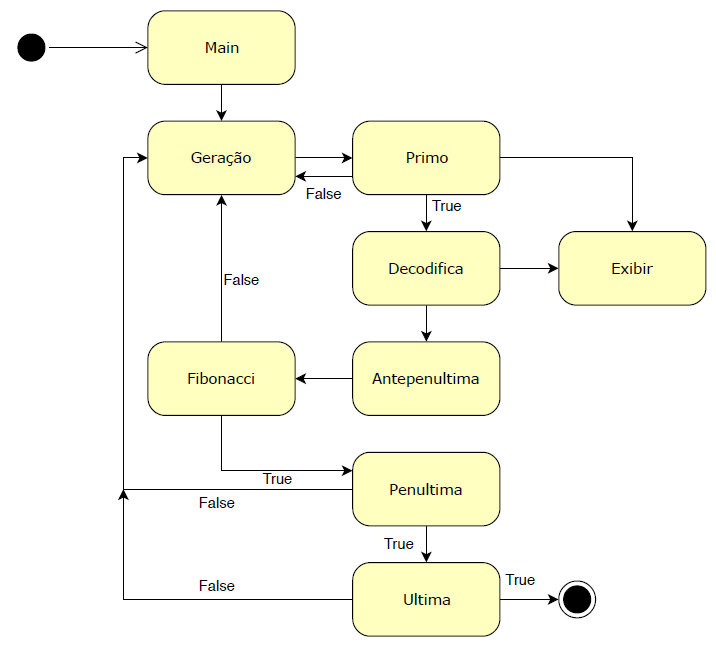 Main
Geração
Primo
False
True
Decodifica
Exibir
False
Fibonacci
Antepenultima
True
Penultima
False
True
False
Ultima
True